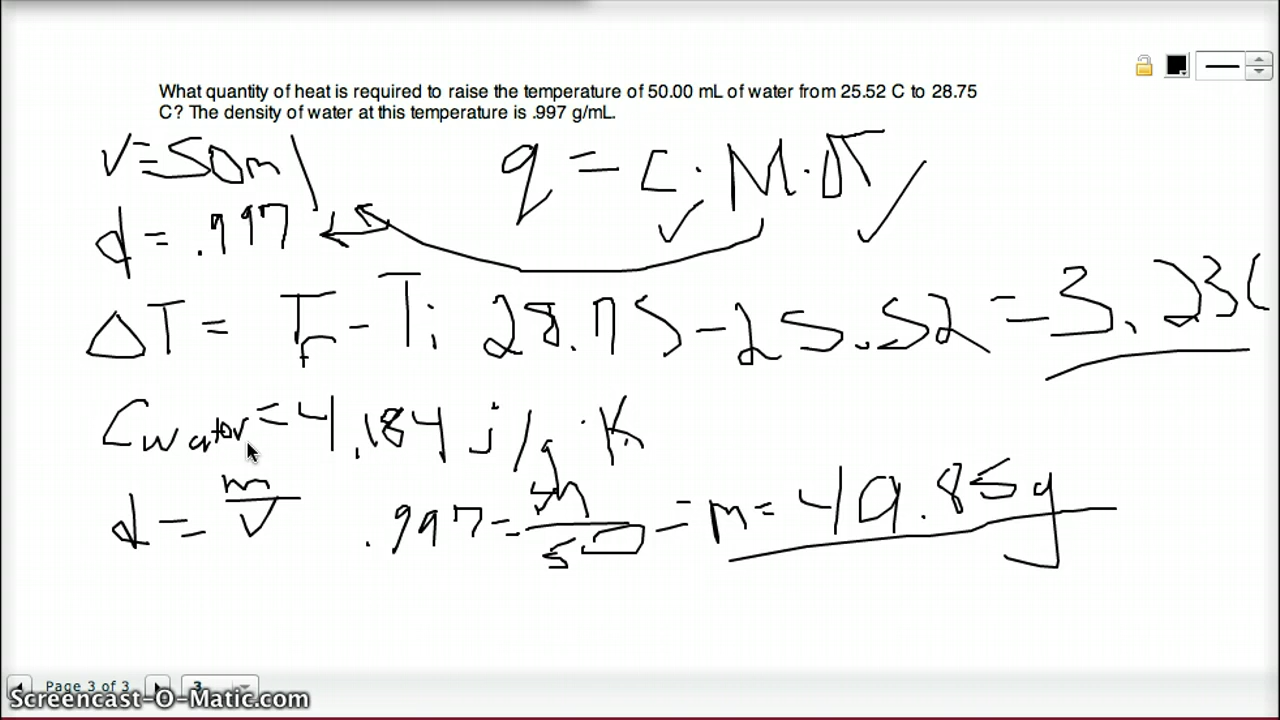 What quantity of heat is required to raise the temperature of 50.00 mL of water from 25.52 C to 28.75
C? The density of water at this temperature is .997 g/mL.
V=50ml
q = C · M · ΔT
d = .997
ΔT = Tf - Ti 28.75 - 25.52 = 3.23C
Cwater = 4.184 j/g · K
d = m/V .997 = m/50 = m = 49.85g
Page 3 of 3
3
Screencast-O-Matic.com